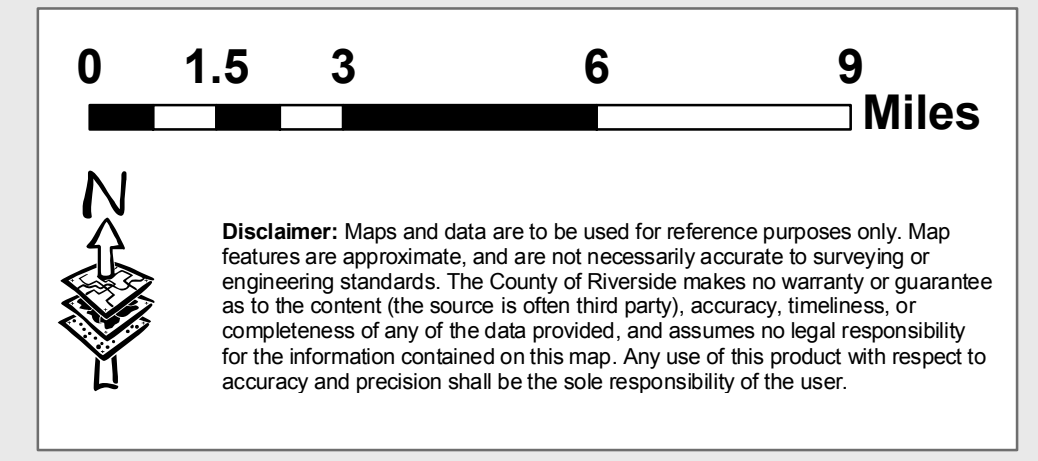 0 1.5 3 6 9
Miles
N
Disclaimer: Maps and data are to be used for reference purposes only. Map
features are approximate, and are not necessarily accurate to surveying or
engineering standards. The County of Riverside makes no warranty or guarantee
as to the content (the source is often third party), accuracy, timeliness, or
completeness of any of the data provided, and assumes no legal responsibility
for the information contained on this map. Any use of this product with respect to
accuracy and precision shall be the sole responsibility of the user.